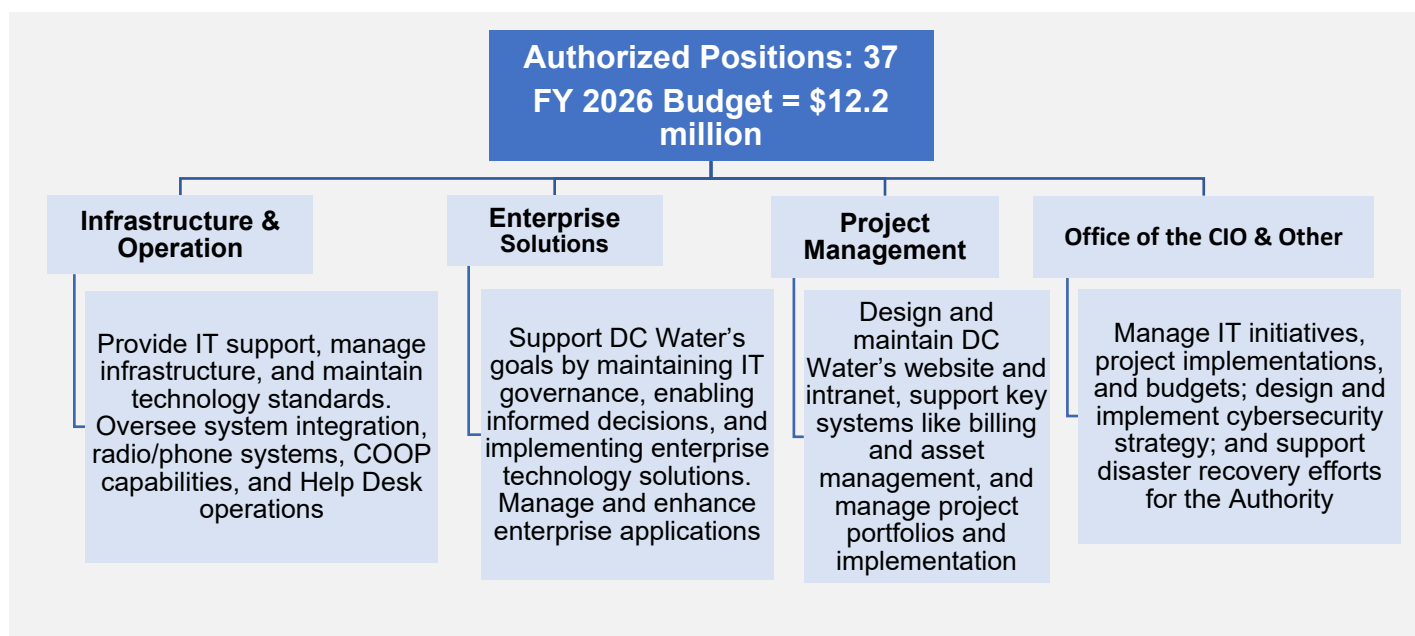 Authorized Positions: 37
FY 2026 Budget = $12.2
million
Infrastructure &
Operation
Provide IT support, manage
infrastructure, and maintain
technology standards.
Oversee system integration,
radio/phone systems, COOP
capabilities, and Help Desk
operations
Enterprise
Solutions
Support DC Water’s
goals by maintaining IT
governance, enabling
informed decisions, and
implementing enterprise
technology solutions.
Manage and enhance
enterprise applications
Project
Management
Design and
maintain DC
Water’s website and
intranet, support key
systems like billing
and asset
management, and
manage project
portfolios and
implementation
Office of the CIO & Other
Manage IT initiatives,
project implementations,
and budgets; design and
implement cybersecurity
strategy; and support
disaster recovery efforts
for the Authority